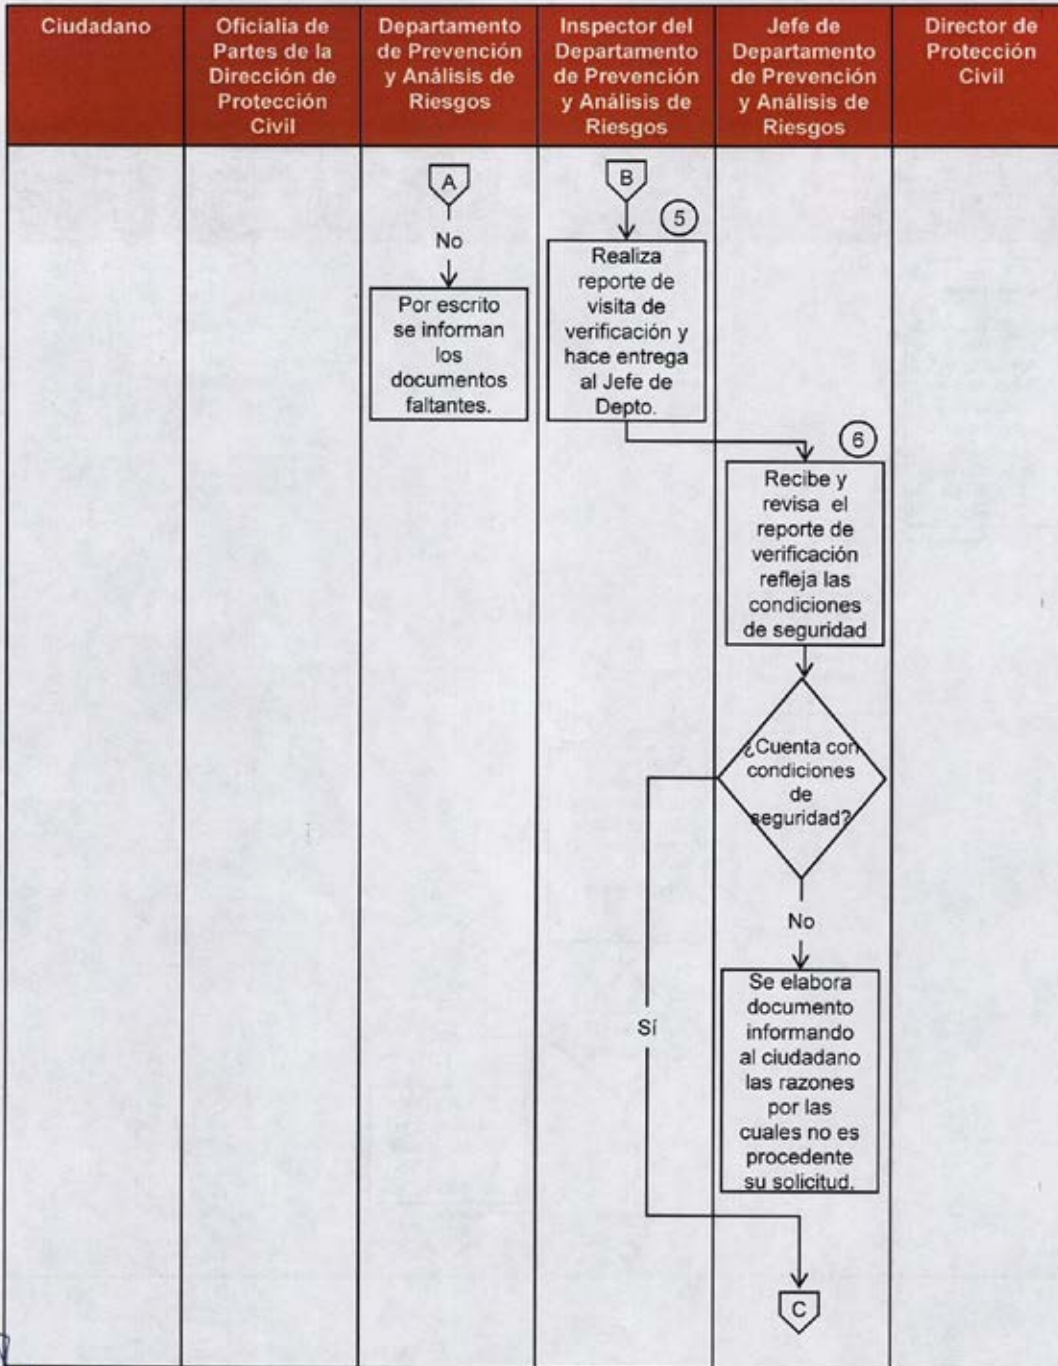 Ciudadano
Oficialia de
Partes de la
Dirección de
Protección
Civil
Departamento
de Prevención
y Análisis de
Riesgos
Inspector del
Departamento
de Prevención
y Análisis de
Riesgos
Jefe de
Departamento
de Prevención
y Análisis de
Riesgos
Director de
Protección
Civil
A
No
Por escrito
se informan
los
documentos
faltantes.
B
5
Realiza
reporte de
visita de
verificación y
hace entrega
al Jefe de
Depto.
6
Recibe y
revisa el
reporte de
verificación
refleja las
condiciones
de seguridad
¿Cuenta con
condiciones
de
seguridad?
No
Sí
Se elabora
documento
informando
al ciudadano
las razones
por las
cuales no es
procedente
su solicitud.
C